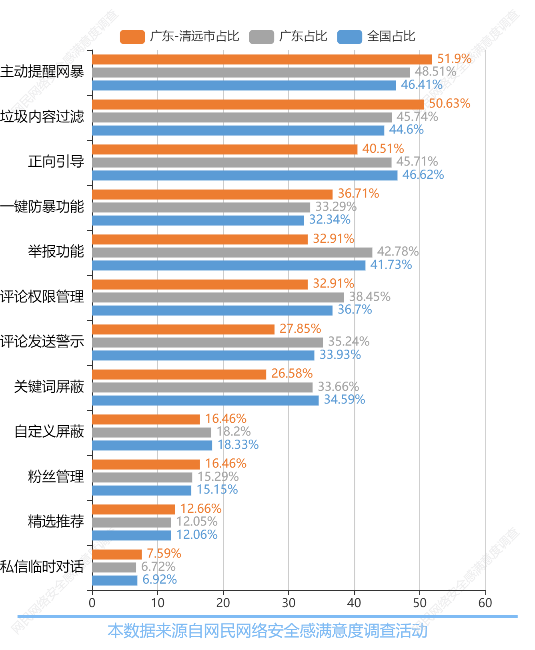 广东-清远市占比 广东占比 全国占比
主动提醒网暴 51.9% 48.51% 46.41%
垃圾内容过滤 50.63% 45.74% 44.6%
正向引导 40.51% 45.71% 46.62%
一键防暴功能 36.71% 33.29% 32.34%
举报功能 32.91% 42.78% 41.73%
评论权限管理 32.91% 38.45% 36.7%
评论发送警示 27.85% 35.24% 33.93%
关键词屏蔽 26.58% 33.66% 34.59%
自定义屏蔽 16.46% 18.2% 18.33%
粉丝管理 16.46% 15.29% 15.15%
精选推荐 12.66% 12.05% 12.06%
私信临时对话 7.59% 6.72% 6.92%
0 10 20 30 40 50 60
本数据来源自网民网络安全感满意度调查活动